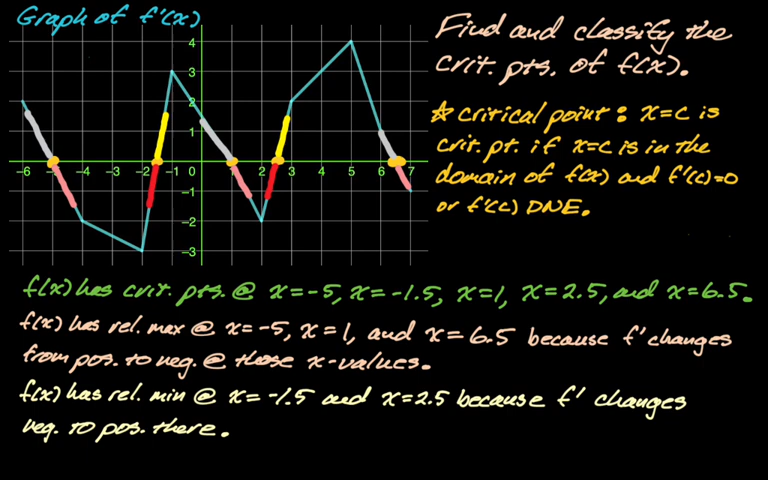 Graph of f'(x)
Find and classify the
crit. pts. of f(x).
☆ critical point: x=c is
crit. pt. if x=c is in the
domain of f(x) and f'(c)=0
or f'(c) DNE.
4
3
2
1
-6 -5 -4 -3 -2 -1 0 1 2 3 4 5 6 7
-1
-2
-3
f(x) has crit. pts. @ x=-5, x=-1.5, x=1, x=2.5, and x=6.5.
f(x) has rel. max @ x=-5, x=1, and x=6.5 because f' changes
from pos. to neg. @ those x-values.
f(x) has rel. min @ x=-1.5 and x=2.5 because f' changes
neg. to pos. there.